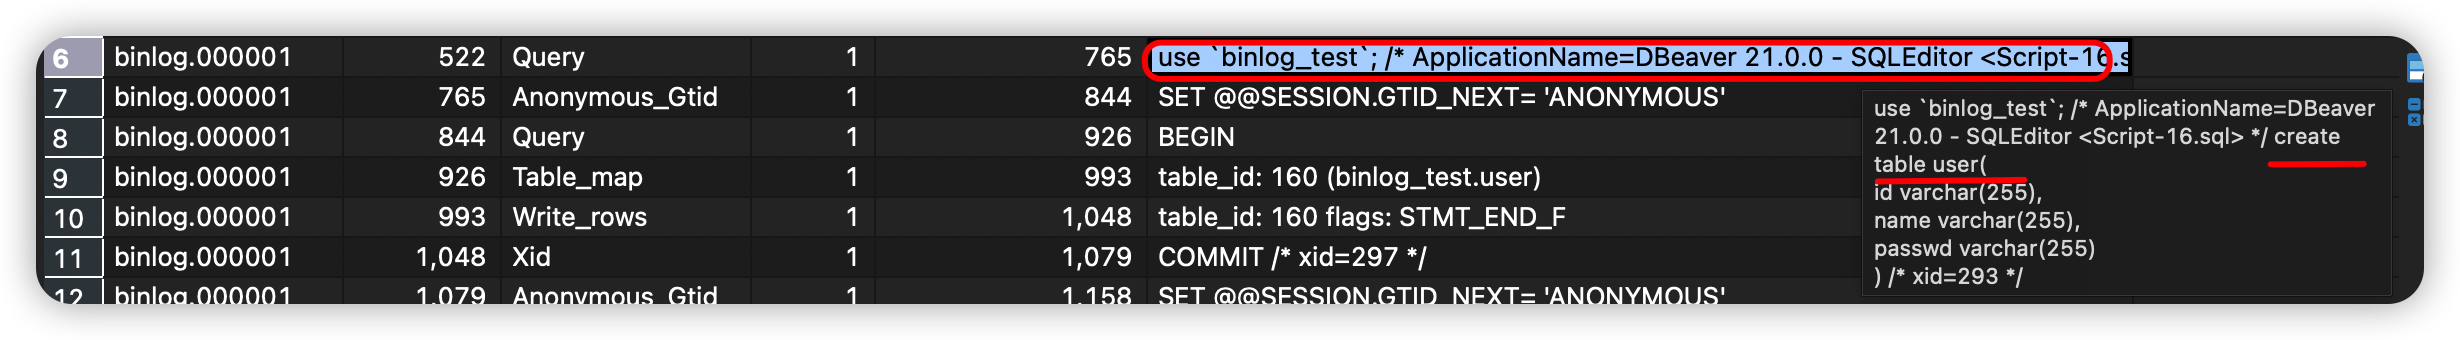 6 binlog.000001 522 Query 1 765 use `binlog_test`; /* ApplicationName=DBeaver 21.0.0 - SQLEditor <Script-16.s
7 binlog.000001 765 Anonymous_Gtid 1 844 SET @@SESSION.GTID_NEXT= 'ANONYMOUS'
8 binlog.000001 844 Query 1 926 BEGIN
9 binlog.000001 926 Table_map 1 993 table_id: 160 (binlog_test.user)
10 binlog.000001 993 Write_rows 1 1,048 table_id: 160 flags: STMT_END_F
11 binlog.000001 1,048 Xid 1 1,079 COMMIT /* xid=297 */
12 binlog.000001 1,079 Anonymous_Gtid 1 1,158 SET @@SESSION.GTID_NEXT= 'ANONYMOUS'
use `binlog_test`; /* ApplicationName=DBeaver
21.0.0 - SQLEditor <Script-16.sql> */ create
table user(
id varchar(255),
name varchar(255),
passwd varchar(255)
) /* xid=293 */